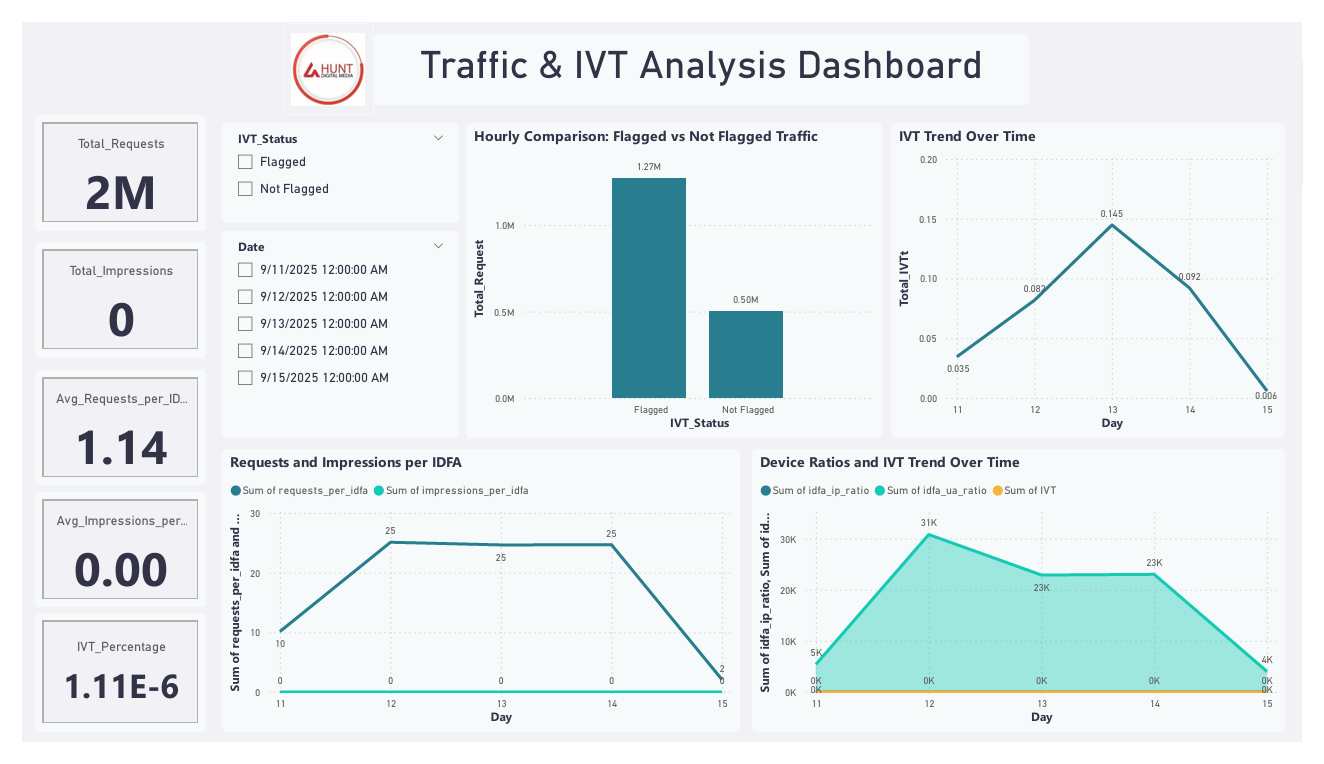 HUNT
DIGITAL MEDIA
Traffic & IVT Analysis Dashboard
Total_Requests
2M
Total_Impressions
0
Avg_Requests_per_ID...
1.14
Avg_Impressions_per...
0.00
IVT_Percentage
1.11E-6
IVT_Status
Flagged
Not Flagged
Date
9/11/2025 12:00:00 AM
9/12/2025 12:00:00 AM
9/13/2025 12:00:00 AM
9/14/2025 12:00:00 AM
9/15/2025 12:00:00 AM
Hourly Comparison: Flagged vs Not Flagged Traffic
Total_Request
1.0M
0.5M
0.0M
1.27M
0.50M
Flagged Not Flagged
IVT_Status
IVT Trend Over Time
Total_IVTt
0.20
0.15
0.10
0.05
0.00
0.035
0.082
0.145
0.092
0.006
11 12 13 14 15
Day
Requests and Impressions per IDFA
Sum of requests_per_idfa Sum of impressions_per_idfa
Sum of requests_per_idfa and ...
30
20
10
0
10 25 25 25 2
0 0 0 0 0
11 12 13 14 15
Day
Device Ratios and IVT Trend Over Time
Sum of idfa_ip_ratio Sum of idfa_ua_ratio Sum of IVT
Sum of idfa_ip_ratio, Sum of id...
30K
20K
10K
0K
5K 31K 23K 23K 4K
0K 0K 0K 0K 0K
0K 0K
11 12 13 14 15
Day